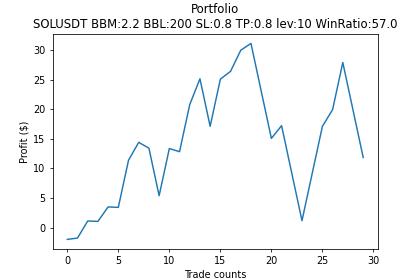 Portfolio
SOLUSDT BBM:2.2 BBL:200 SL:0.8 TP:0.8 lev:10 WinRatio:57.0
Profit ($)
30
25
20
15
10
5
0
0 5 10 15 20 25 30
Trade counts